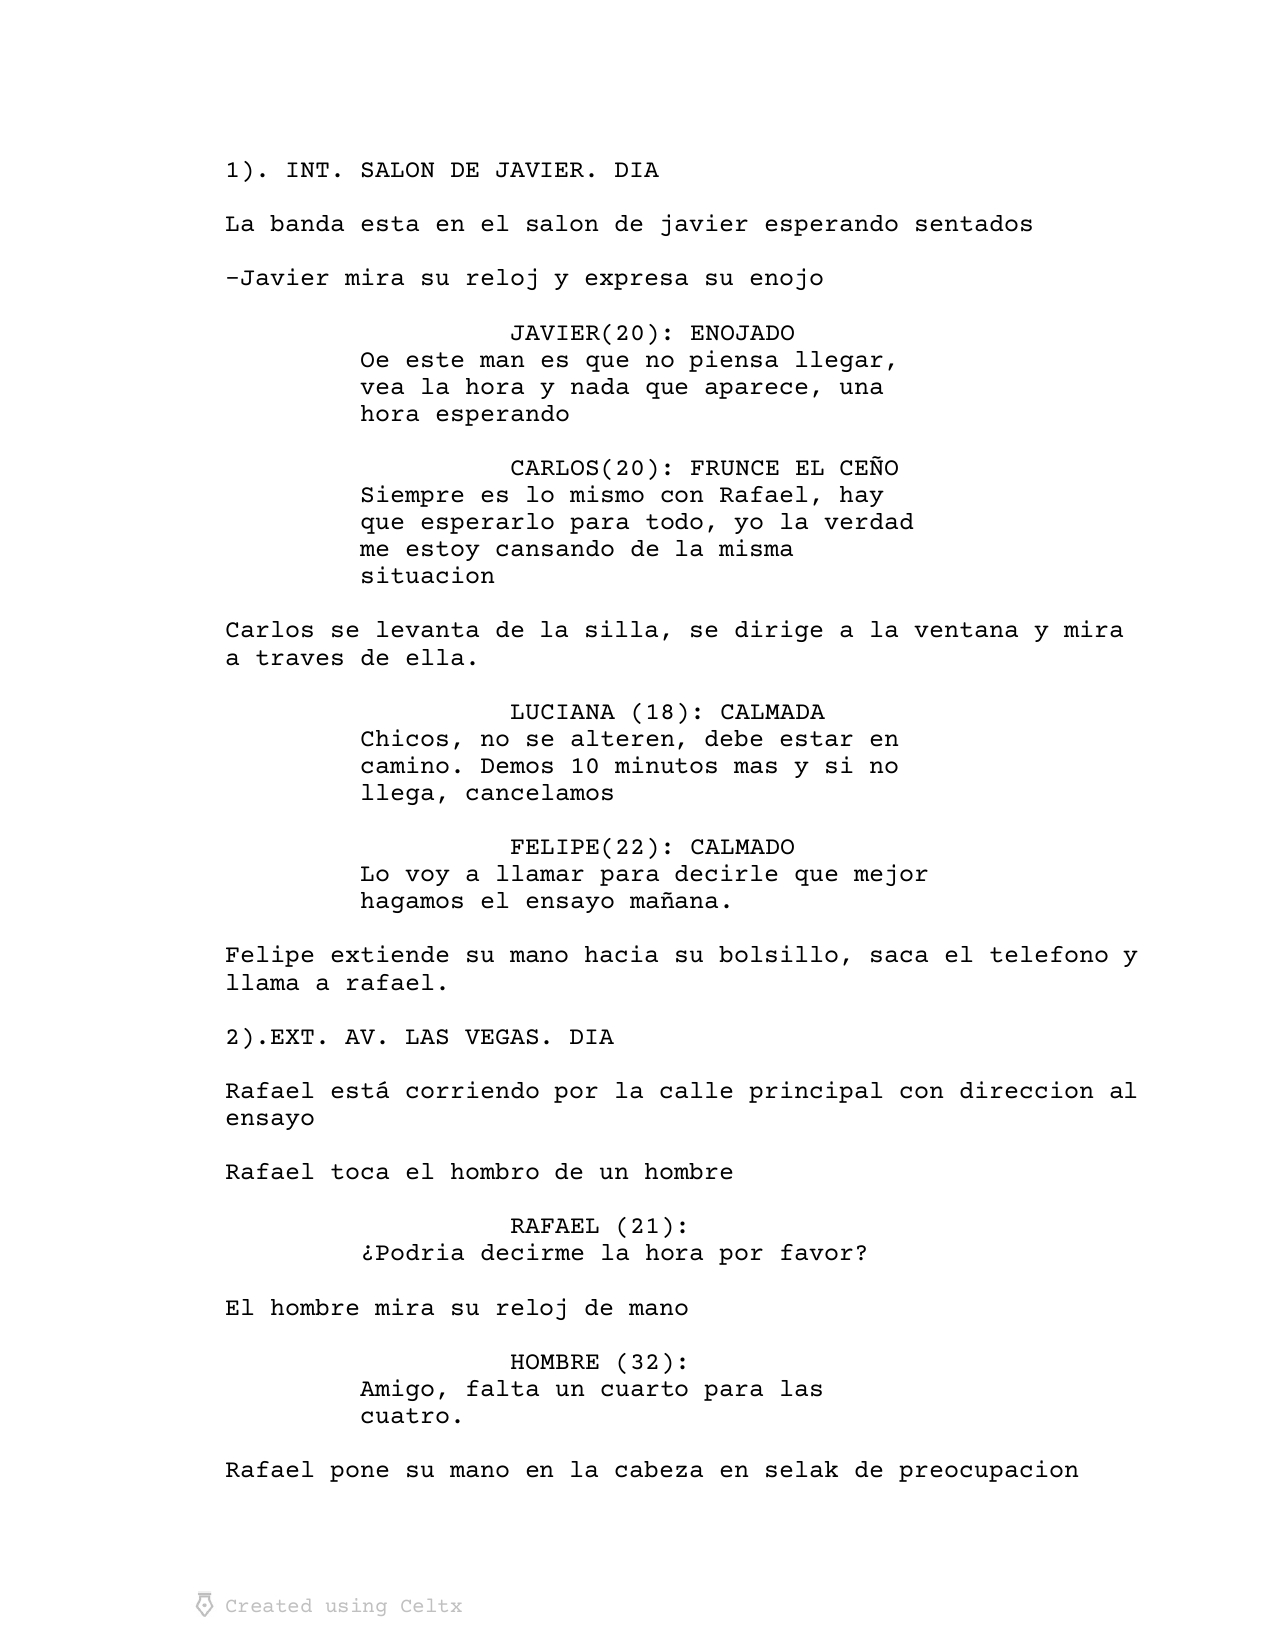 1). INT. SALON DE JAVIER. DIA
La banda esta en el salon de javier esperando sentados
-Javier mira su reloj y expresa su enojo
JAVIER(20): ENOJADO
Oe este man es que no piensa llegar,
vea la hora y nada que aparece, una
hora esperando
CARLOS(20): FRUNCE EL CEÑO
Siempre es lo mismo con Rafael, hay
que esperarlo para todo, yo la verdad
me estoy cansando de la misma
situacion
Carlos se levanta de la silla, se dirige a la ventana y mira
a traves de ella.
LUCIANA (18): CALMADA
Chicos, no se alteren, debe estar en
camino. Demos 10 minutos mas y si no
llega, cancelamos
FELIPE(22): CALMADO
Lo voy a llamar para decirle que mejor
hagamos el ensayo mañana.
Felipe extiende su mano hacia su bolsillo, saca el telefono y
llama a rafael.
2).EXT. AV. LAS VEGAS. DIA
Rafael está corriendo por la calle principal con direccion al
ensayo
Rafael toca el hombro de un hombre
RAFAEL (21):
¿Podria decirme la hora por favor?
El hombre mira su reloj de mano
HOMBRE (32):
Amigo, falta un cuarto para las
cuatro.
Rafael pone su mano en la cabeza en selak de preocupacion
Created using Celtx